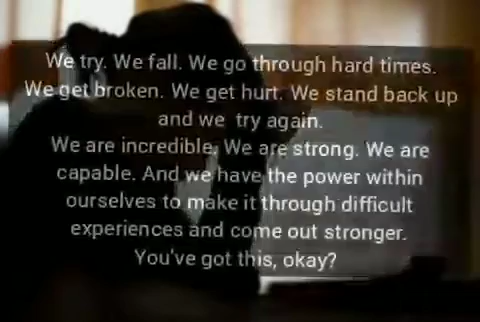 We try. We fall. We go through hard times.
We get broken. We get hurt. We stand back up
and we try again.
We are incredible. We are strong. We are
capable. And we have the power within
ourselves to make it through difficult
experiences and come out stronger.
You've got this, okay?